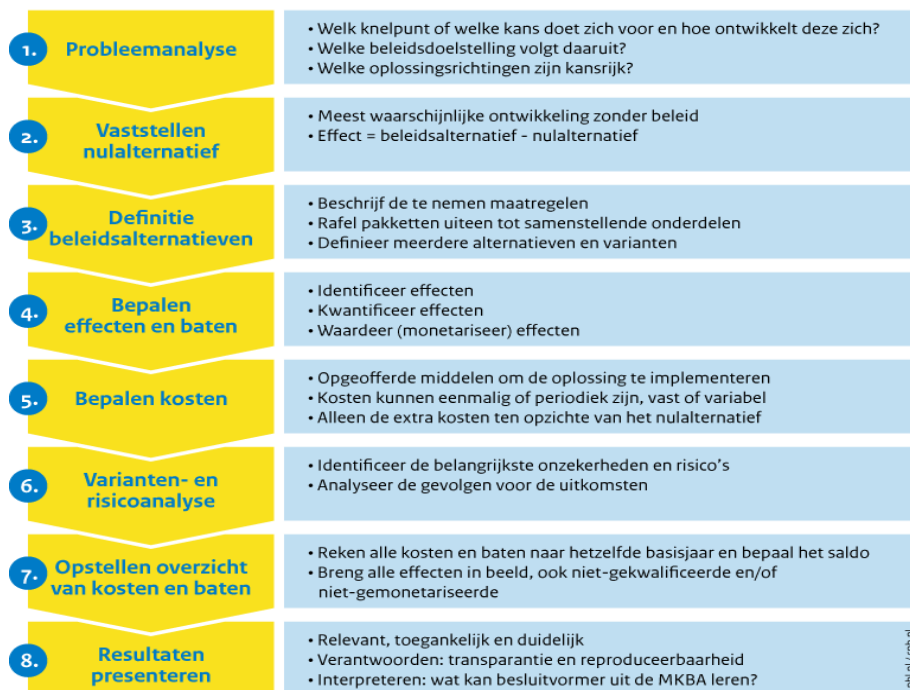 1.
Probleemanalyse
• Welk knelpunt of welke kans doet zich voor en hoe ontwikkelt deze zich?
• Welke beleidsdoelstelling volgt daaruit?
• Welke oplossingsrichtingen zijn kansrijk?
2.
Vaststellen
nulalternatief
• Meest waarschijnlijke ontwikkeling zonder beleid
• Effect = beleidsalternatief - nulalternatief
3.
Definitie
beleidsalternatieven
• Beschrijf de te nemen maatregelen
• Rafel pakketten uiteen tot samenstellende onderdelen
• Definieer meerdere alternatieven en varianten
4.
Bepalen
effecten en baten
• Identificeer effecten
• Kwantificeer effecten
• Waardeer (monetariseer) effecten
5.
Bepalen kosten
• Opgeofferde middelen om de oplossing te implementeren
• Kosten kunnen eenmalig of periodiek zijn, vast of variabel
• Alleen de extra kosten ten opzichte van het nulalternatief
6.
Varianten- en
risicoanalyse
• Identificeer de belangrijkste onzekerheden en risico's
• Analyseer de gevolgen voor de uitkomsten
7.
Opstellen overzicht
van kosten en baten
• Reken alle kosten en baten naar hetzelfde basisjaar en bepaal het saldo
• Breng alle effecten in beeld, ook niet-gekwalificeerde en/of
niet-gemonetariseerde
8.
Resultaten
presenteren
• Relevant, toegankelijk en duidelijk
• Verantwoorden: transparantie en reproduceerbaarheid
• Interpreteren: wat kan besluitvormer uit de MKBA leren?